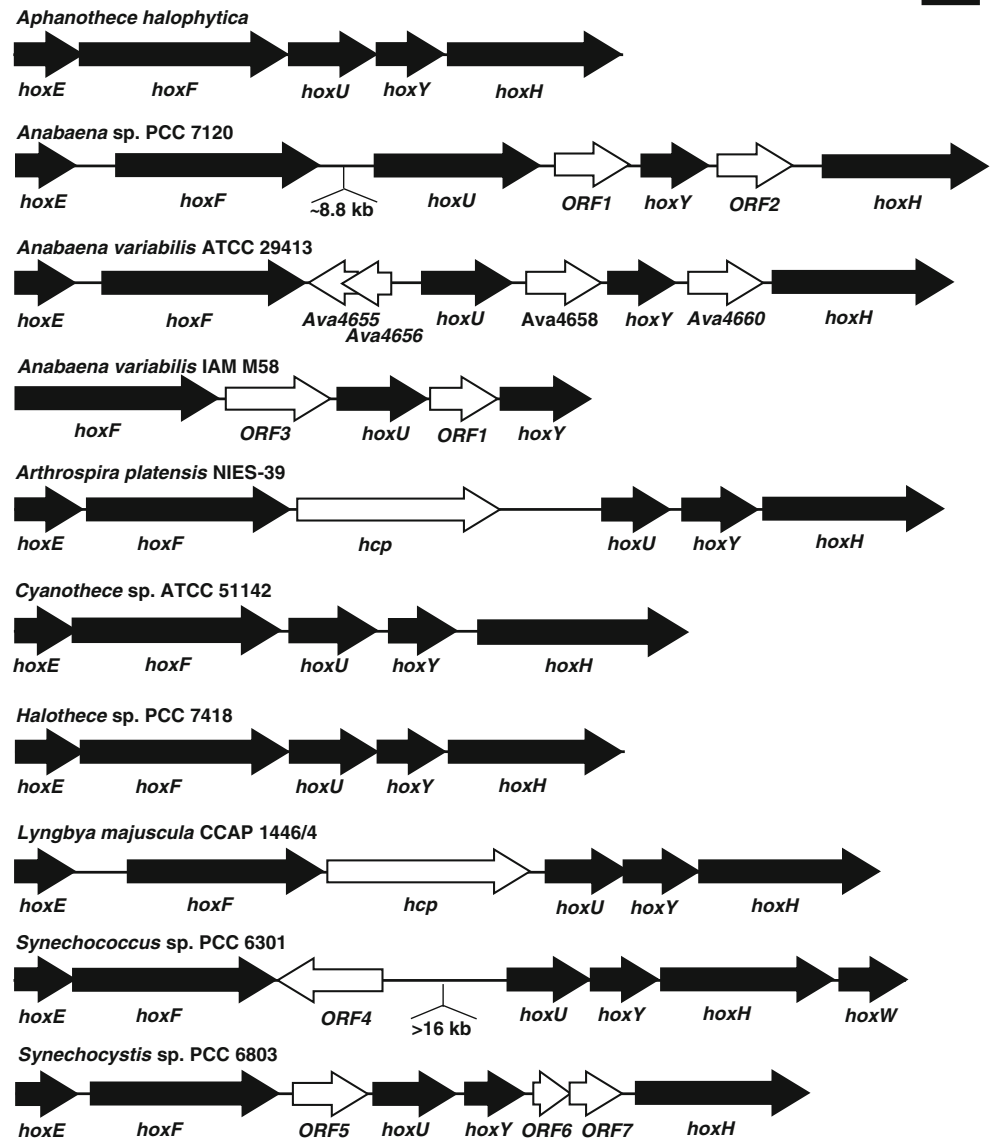 Aphanothece halophytica
hoxE hoxF hoxU hoxY hoxH
Anabaena sp. PCC 7120
hoxE hoxF ~8.8 kb hoxU ORF1 hoxY ORF2 hoxH
Anabaena variabilis ATCC 29413
hoxE hoxF Ava4655 Ava4656 hoxU Ava4658 hoxY Ava4660 hoxH
Anabaena variabilis IAM M58
hoxF ORF3 hoxU ORF1 hoxY
Arthrospira platensis NIES-39
hoxE hoxF hcp hoxU hoxY hoxH
Cyanothece sp. ATCC 51142
hoxE hoxF hoxU hoxY hoxH
Halothece sp. PCC 7418
hoxE hoxF hoxU hoxY hoxH
Lyngbya majuscula CCAP 1446/4
hoxE hoxF hcp hoxU hoxY hoxH
Synechococcus sp. PCC 6301
hoxE hoxF ORF4 >16 kb hoxU hoxY hoxH hoxW
Synechocystis sp. PCC 6803
hoxE hoxF ORF5 hoxU hoxY ORF6 ORF7 hoxH